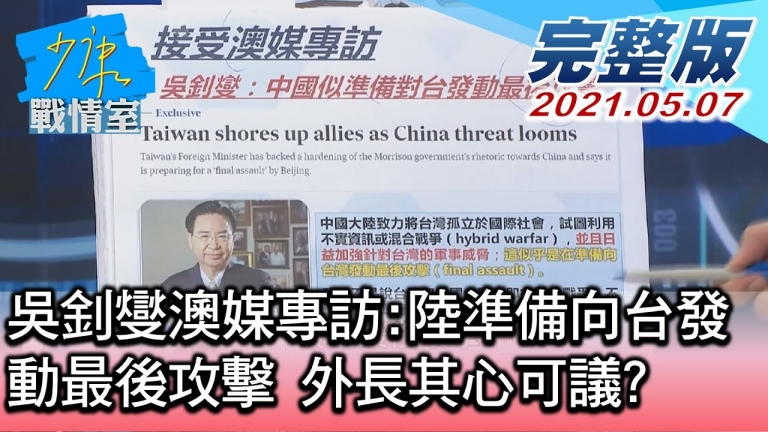 少康
戰情室
接受澳媒專訪
完整版
2021.05.07
吳釗燮：中國似準備對台發動最後
Exclusive
Taiwan shores up allies as China threat looms
Taiwan's Foreign Minister has backed a hardening of the Morrison government's rhetoric towards China and says it
is preparing for a 'final assault' by Beijing.
中國大陸致力將台灣孤立於國際社會，試圖利用
不實資訊或混合戰爭（hybrid warfar），並且日
益加強針對台灣的軍事威脅；這似乎是在準備向
台灣發動最後攻擊（final assault）。
003
吳釗燮澳媒專訪:陸準備向台發
動最後攻擊 外長其心可議?